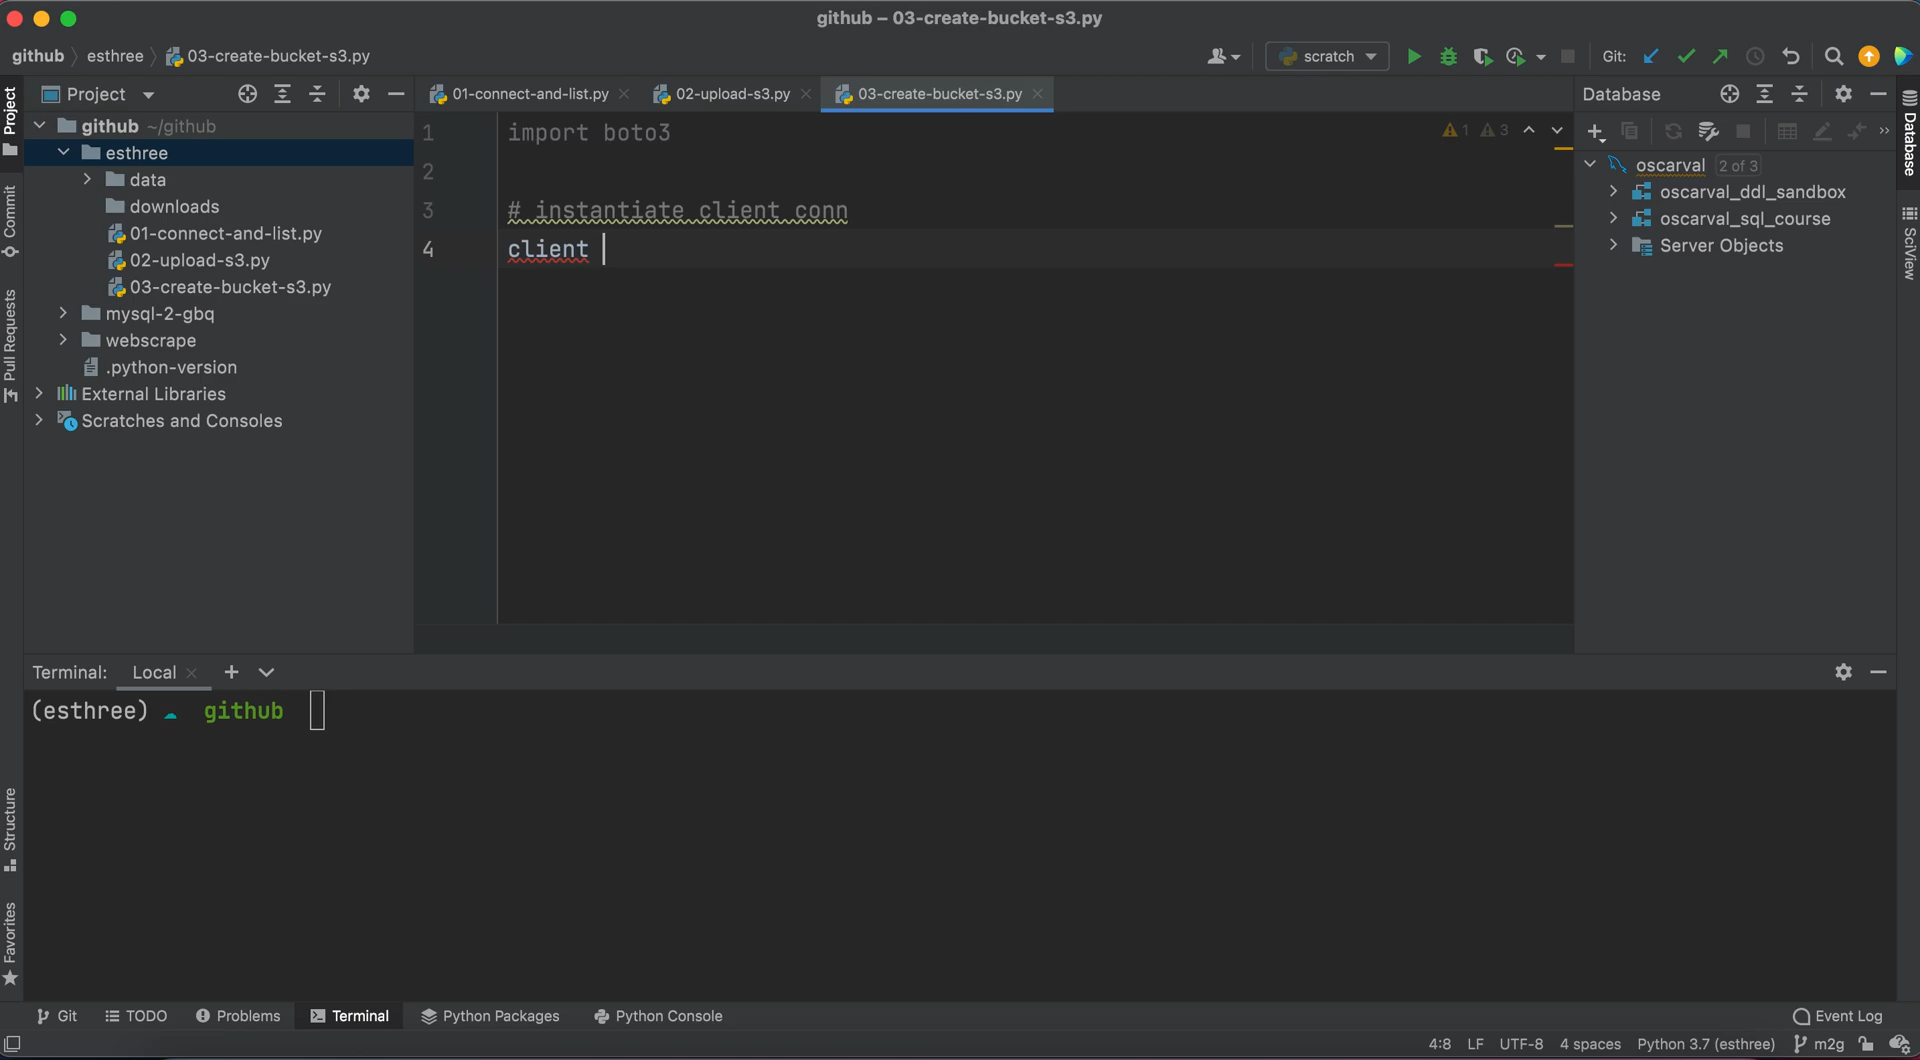 github – 03-create-bucket-s3.py
github esthree 03-create-bucket-s3.py scratch Git:
Project
Commit
Pull Requests
Structure
Favorites
Project
github ~/github
esthree
data
downloads
01-connect-and-list.py
02-upload-s3.py
03-create-bucket-s3.py
mysql-2-gbq
webscrape
.python-version
External Libraries
Scratches and Consoles
01-connect-and-list.py 02-upload-s3.py 03-create-bucket-s3.py
1 import boto3
2
3 # instantiate client conn
4 client
1 3
Database
oscarval 2 of 3
oscarval_ddl_sandbox
oscarval_sql_course
Server Objects
Database
SciView
Terminal: Local
(esthree) github
Git TODO Problems Terminal Python Packages Python Console Event Log
4:8 LF UTF-8 4 spaces Python 3.7 (esthree) m2g